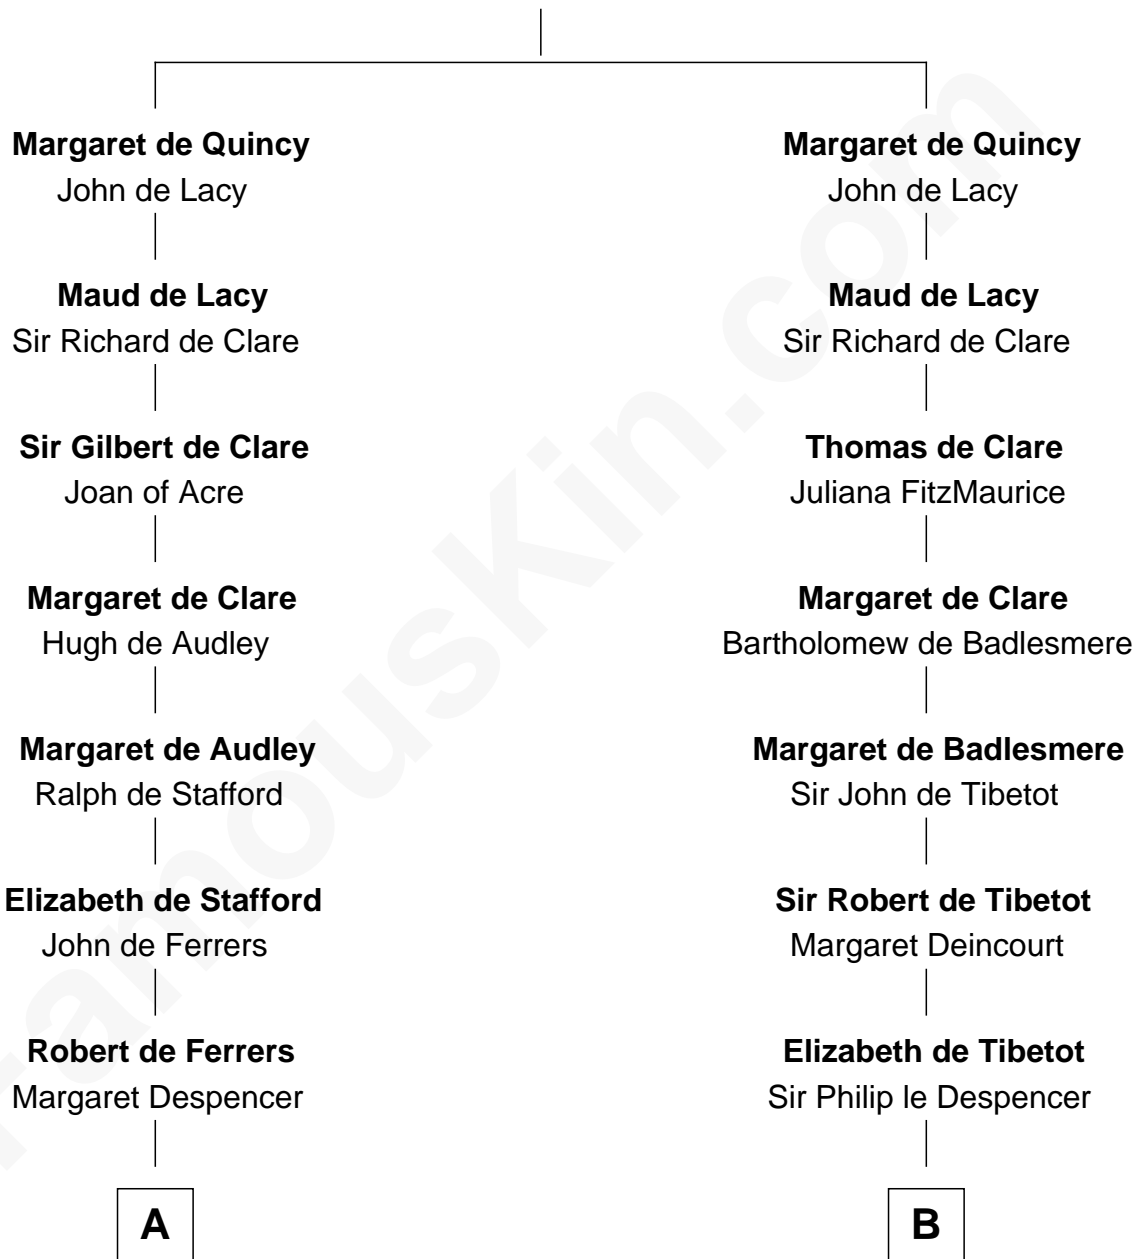 Margaret de Quincy
John de Lacy
Maud de Lacy
Sir Richard de Clare
Sir Gilbert de Clare
Joan of Acre
Margaret de Clare
Hugh de Audley
Margaret de Audley
Ralph de Stafford
Elizabeth de Stafford
John de Ferrers
Robert de Ferrers
Margaret Despencer
A
Margaret de Quincy
John de Lacy
Maud de Lacy
Sir Richard de Clare
Thomas de Clare
Juliana FitzMaurice
Margaret de Clare
Bartholomew de Badlesmere
Margaret de Badlesmere
Sir John de Tibetot
Sir Robert de Tibetot
Margaret Deincourt
Elizabeth de Tibetot
Sir Philip le Despencer
B
FamousKin.com